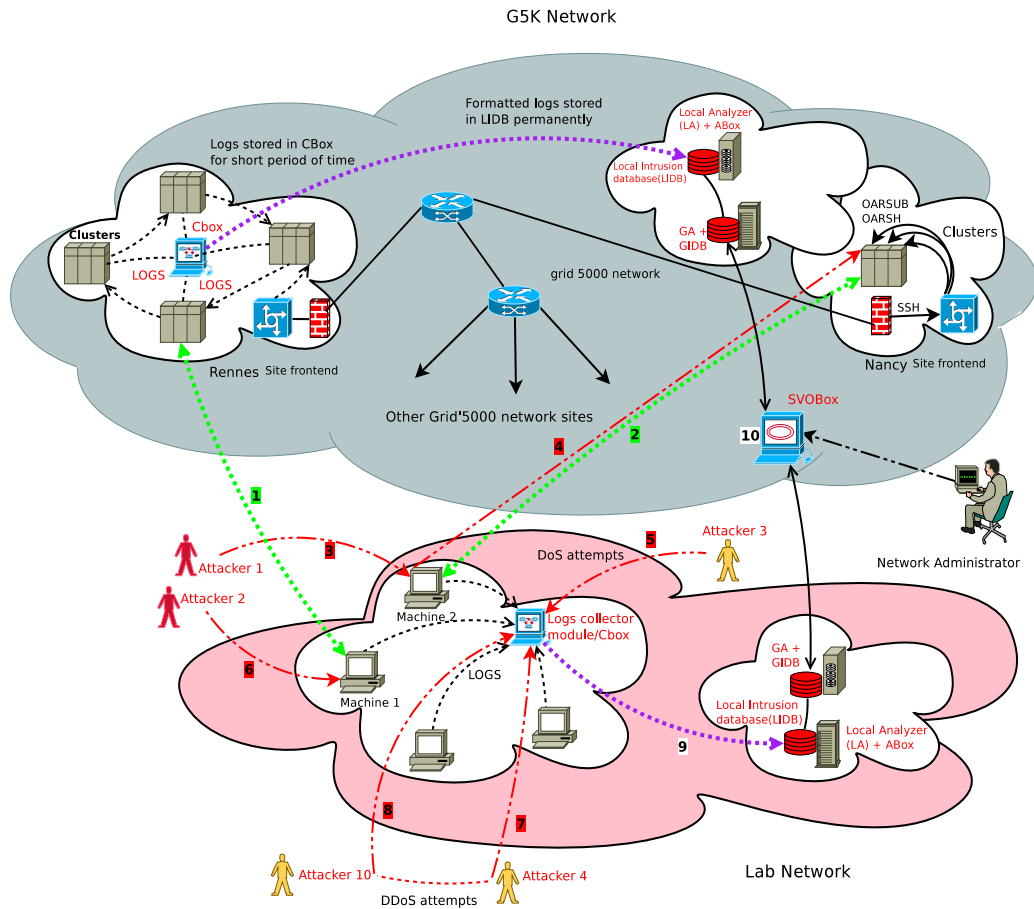 G5K Network
Formatted logs stored
in LIDB permanently
Local Analyzer
(LA) + ABox
Logs stored in CBox
for short period of time
Local Intrusion
database(LIDB)
OARSUB
OARSH
Clusters
Cbox
Clusters
GA +
GIDB
LOGS
LOGS
grid 5000 network
SSH
Rennes Site frontend
Nancy Site frontend
SVOBox
Other Grid'5000 network sites
10
2
4
1
Network Administrator
Attacker 1
3
DoS attempts
5
Attacker 3
Attacker 2
Machine 2
Logs collector
module/Cbox
6
LOGS
Machine 1
GA +
GIDB
Local Intrusion
database(LIDB)
Local Analyzer
(LA) + ABox
9
8
7
Attacker 10
Attacker 4
DDoS attempts
Lab Network